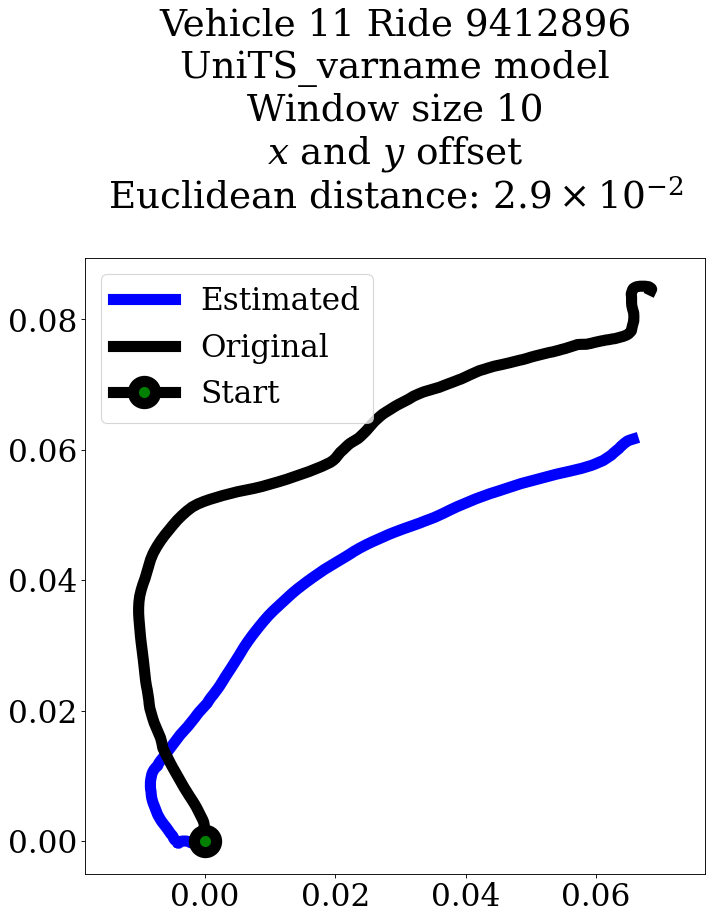 Vehicle 11 Ride 9412896
UniTS_varname model
Window size 10
x and y offset
Euclidean distance: 2.9 × 10⁻²
Estimated
Original
Start
0.08
0.06
0.04
0.02
0.00
0.00 0.02 0.04 0.06